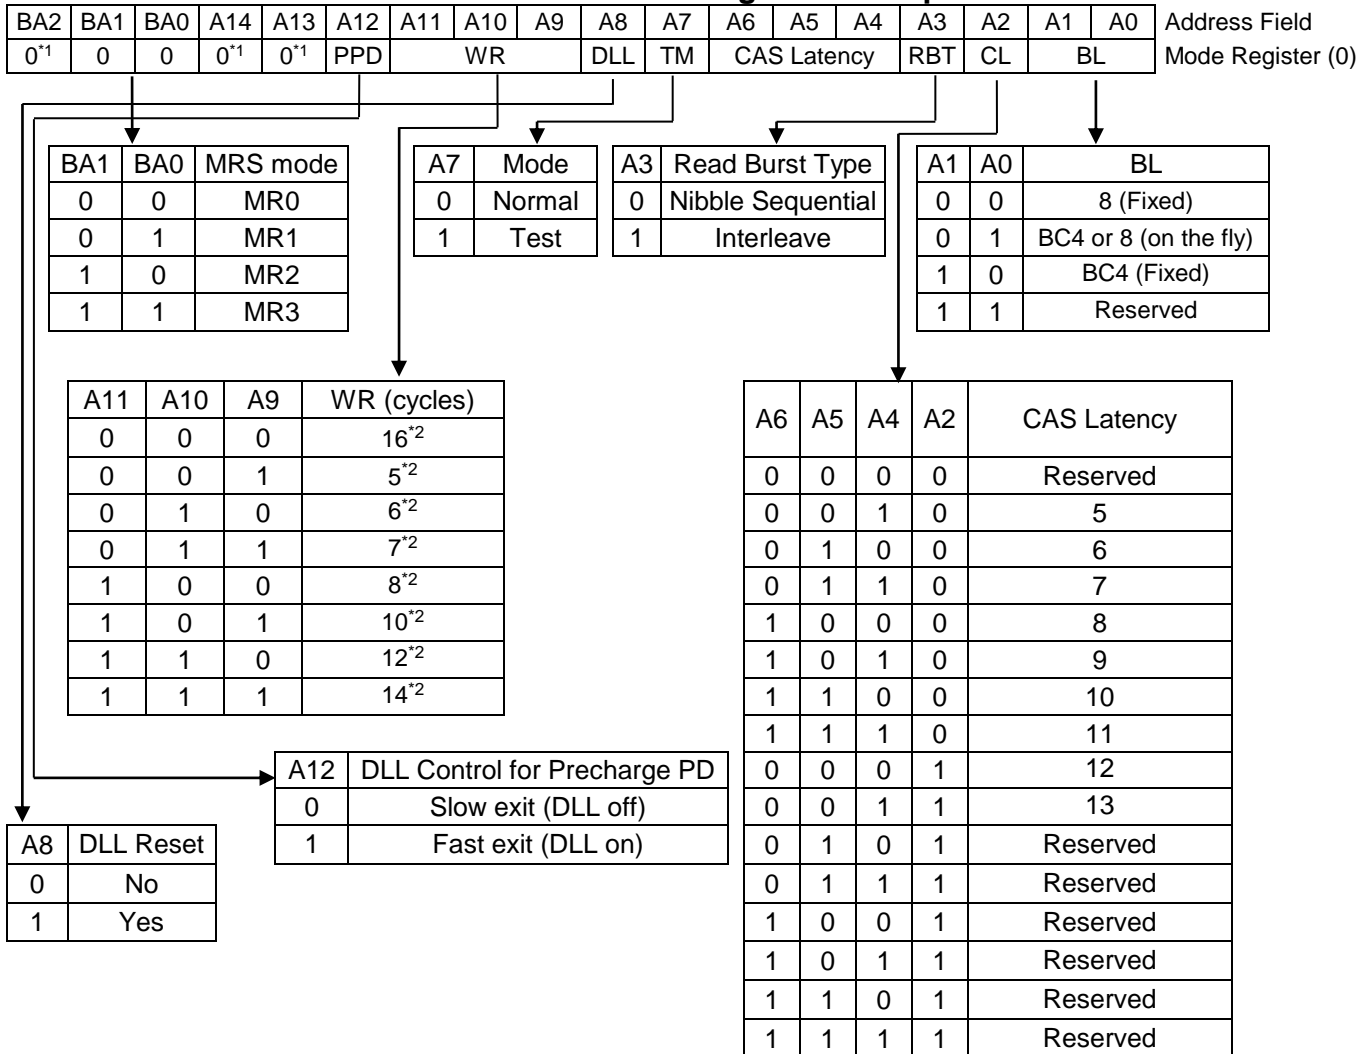 BA2 BA1 BA0 A14 A13 A12 A11 A10 A9 A8 A7 A6 A5 A4 A3 A2 A1 A0 Address Field
0*1 0 0 0*1 0*1 PPD WR DLL TM CAS Latency RBT CL BL Mode Register (0)
BA1 BA0 MRS mode
0 0 MR0
0 1 MR1
1 0 MR2
1 1 MR3
A7 Mode
0 Normal
1 Test
A3 Read Burst Type
0 Nibble Sequential
1 Interleave
A1 A0 BL
0 0 8 (Fixed)
0 1 BC4 or 8 (on the fly)
1 0 BC4 (Fixed)
1 1 Reserved
A11 A10 A9 WR (cycles)
0 0 0 16*2
0 0 1 5*2
0 1 0 6*2
0 1 1 7*2
1 0 0 8*2
1 0 1 10*2
1 1 0 12*2
1 1 1 14*2
A6 A5 A4 A2 CAS Latency
0 0 0 0 Reserved
0 0 1 0 5
0 1 0 0 6
0 1 1 0 7
1 0 0 0 8
1 0 1 0 9
1 1 0 0 10
1 1 1 0 11
0 0 0 1 12
0 0 1 1 13
0 1 0 1 Reserved
0 1 1 1 Reserved
1 0 0 1 Reserved
1 0 1 1 Reserved
1 1 0 1 Reserved
1 1 1 1 Reserved
A12 DLL Control for Precharge PD
0 Slow exit (DLL off)
1 Fast exit (DLL on)
A8 DLL Reset
0 No
1 Yes